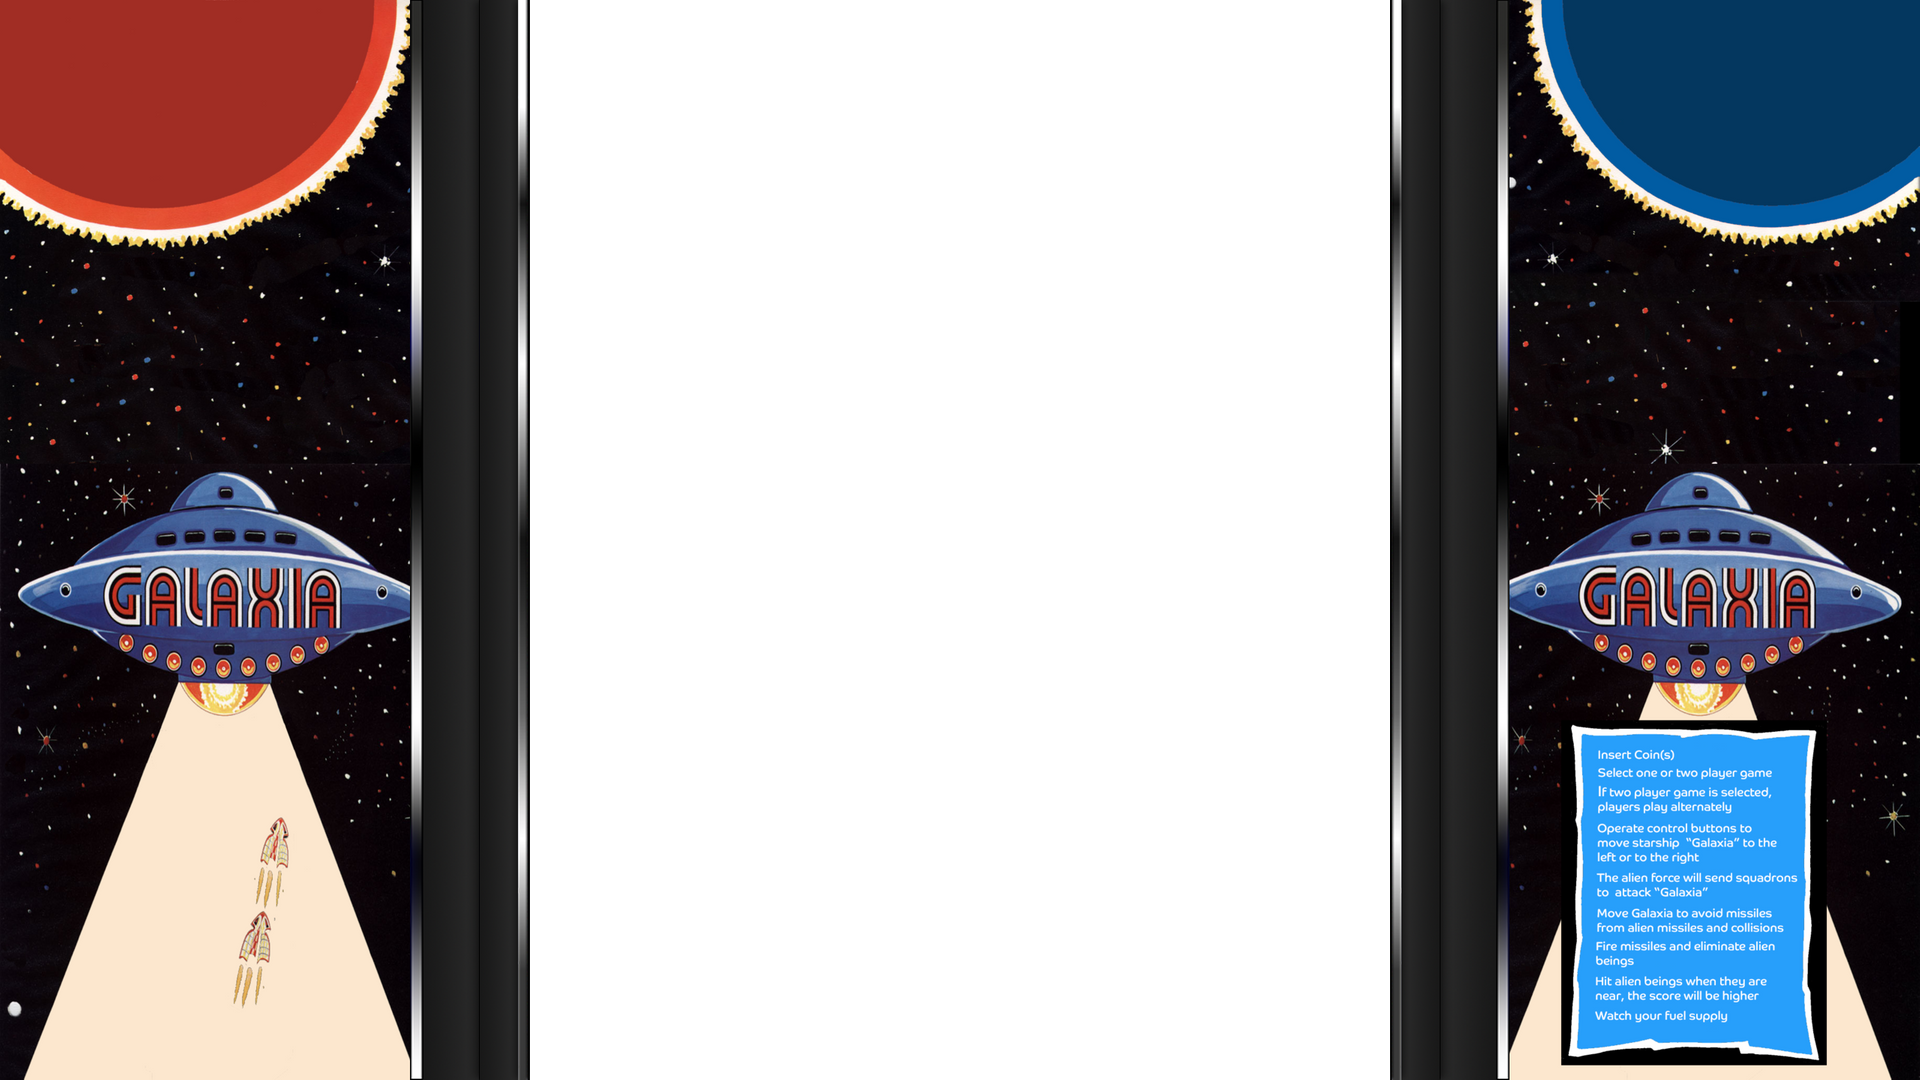 GALAXIA
GALAXIA
Insert Coin(s)
Select one or two player game
If two player game is selected,
players play alternately
Operate control buttons to
move starship "Galaxia" to the
left or to the right
The alien force will send squadrons
to attack "Galaxia"
Move Galaxia to avoid missiles
from alien missiles and collisions
Fire missiles and eliminate alien
beings
Hit alien beings when they are
near, the score will be higher
Watch your fuel supply